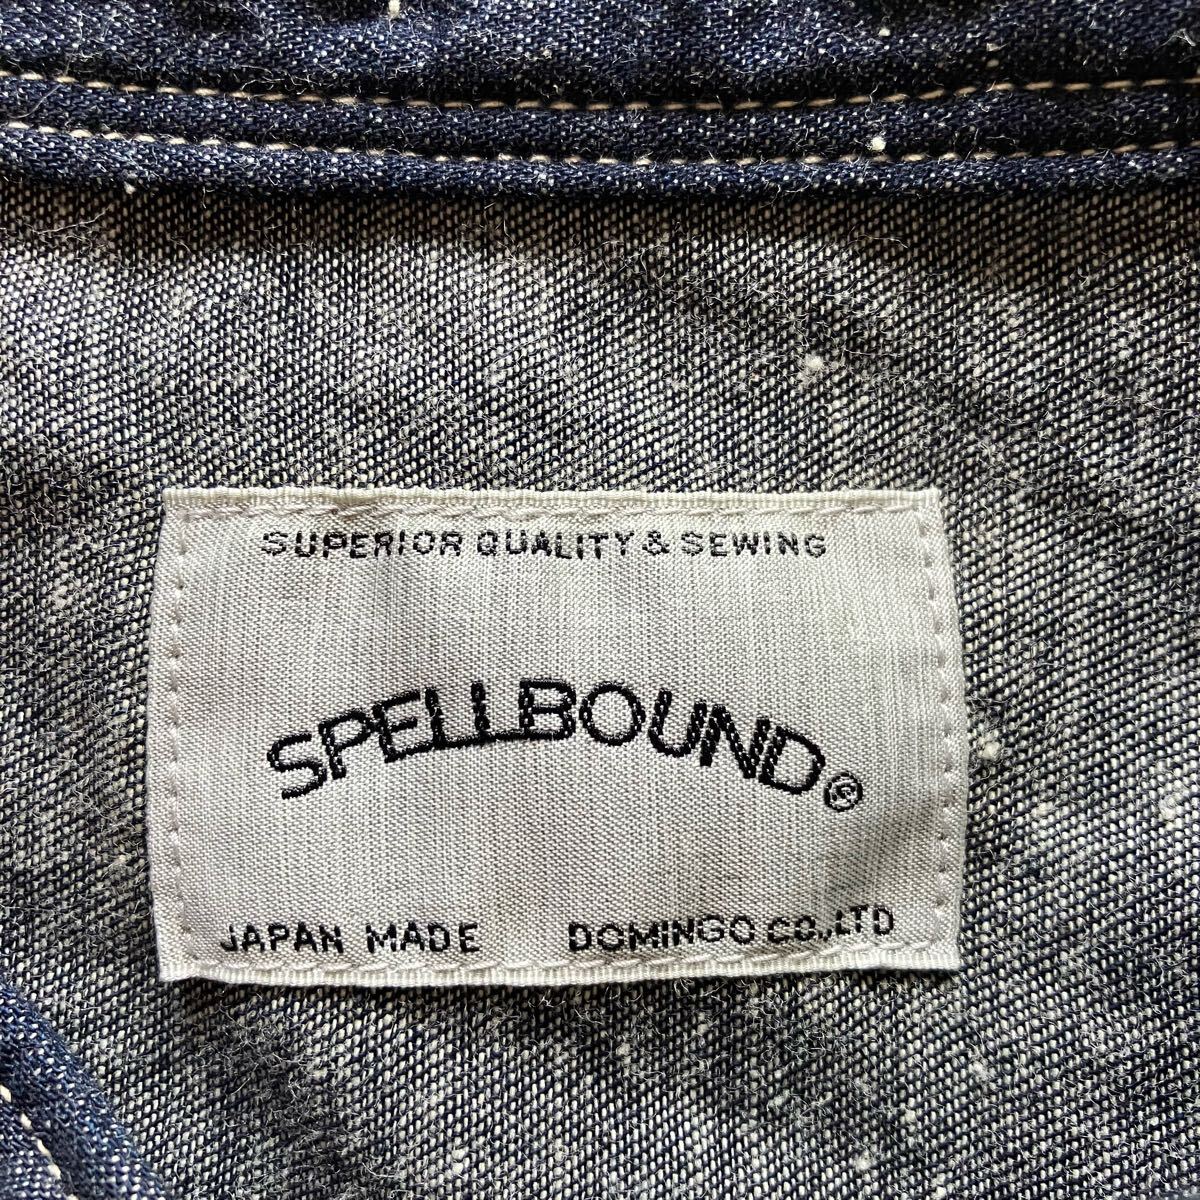 SUPERIOR QUALITY & SEWING
SPELLBOUND®
JAPAN MADE DOMINGO CO.,LTD